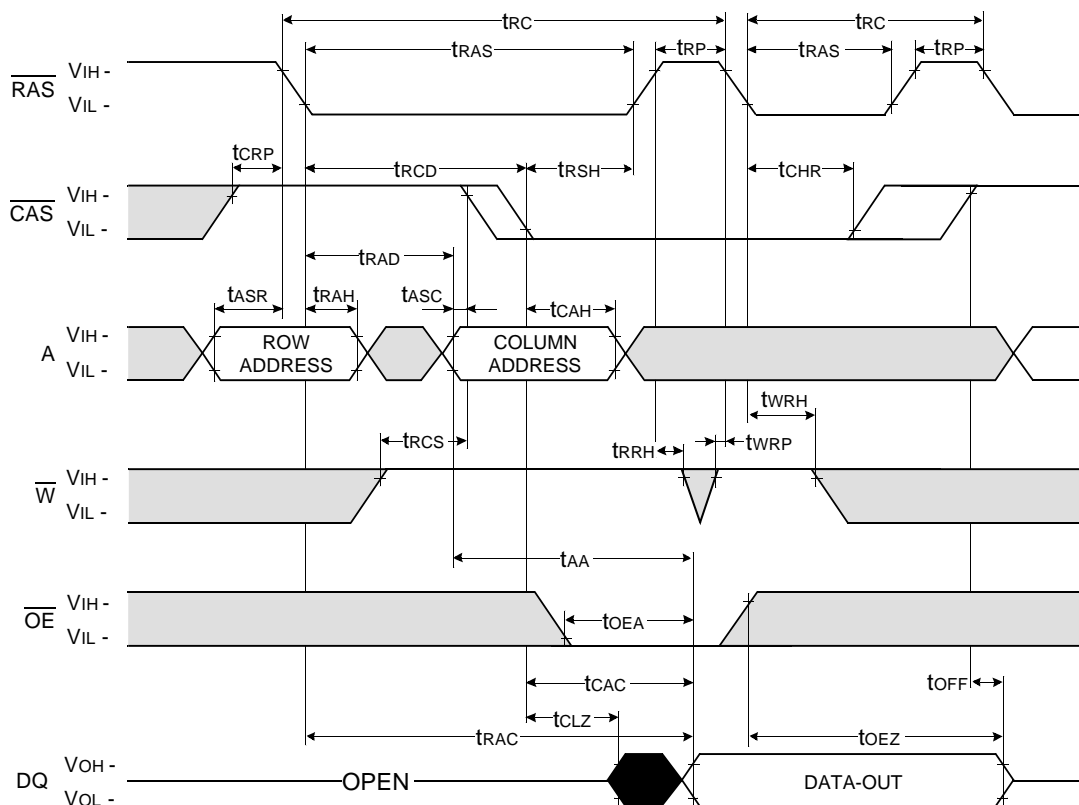 tRC tRC
tRAS tRP tRAS tRP
RAS VIH -
VIL -
tCRP tRCD tRSH tCHR
CAS VIH -
VIL -
tRAD
tASR tRAH tASC tCAH
A VIH -
VIL -
ROW ADDRESS
COLUMN ADDRESS
tWRH
tRCS tRRH tWRP
W VIH -
VIL -
tAA
OE VIH -
VIL -
tOEA
tCAC tOFF
tCLZ
tRAC tOEZ
DQ VOH -
VOL -
OPEN DATA-OUT